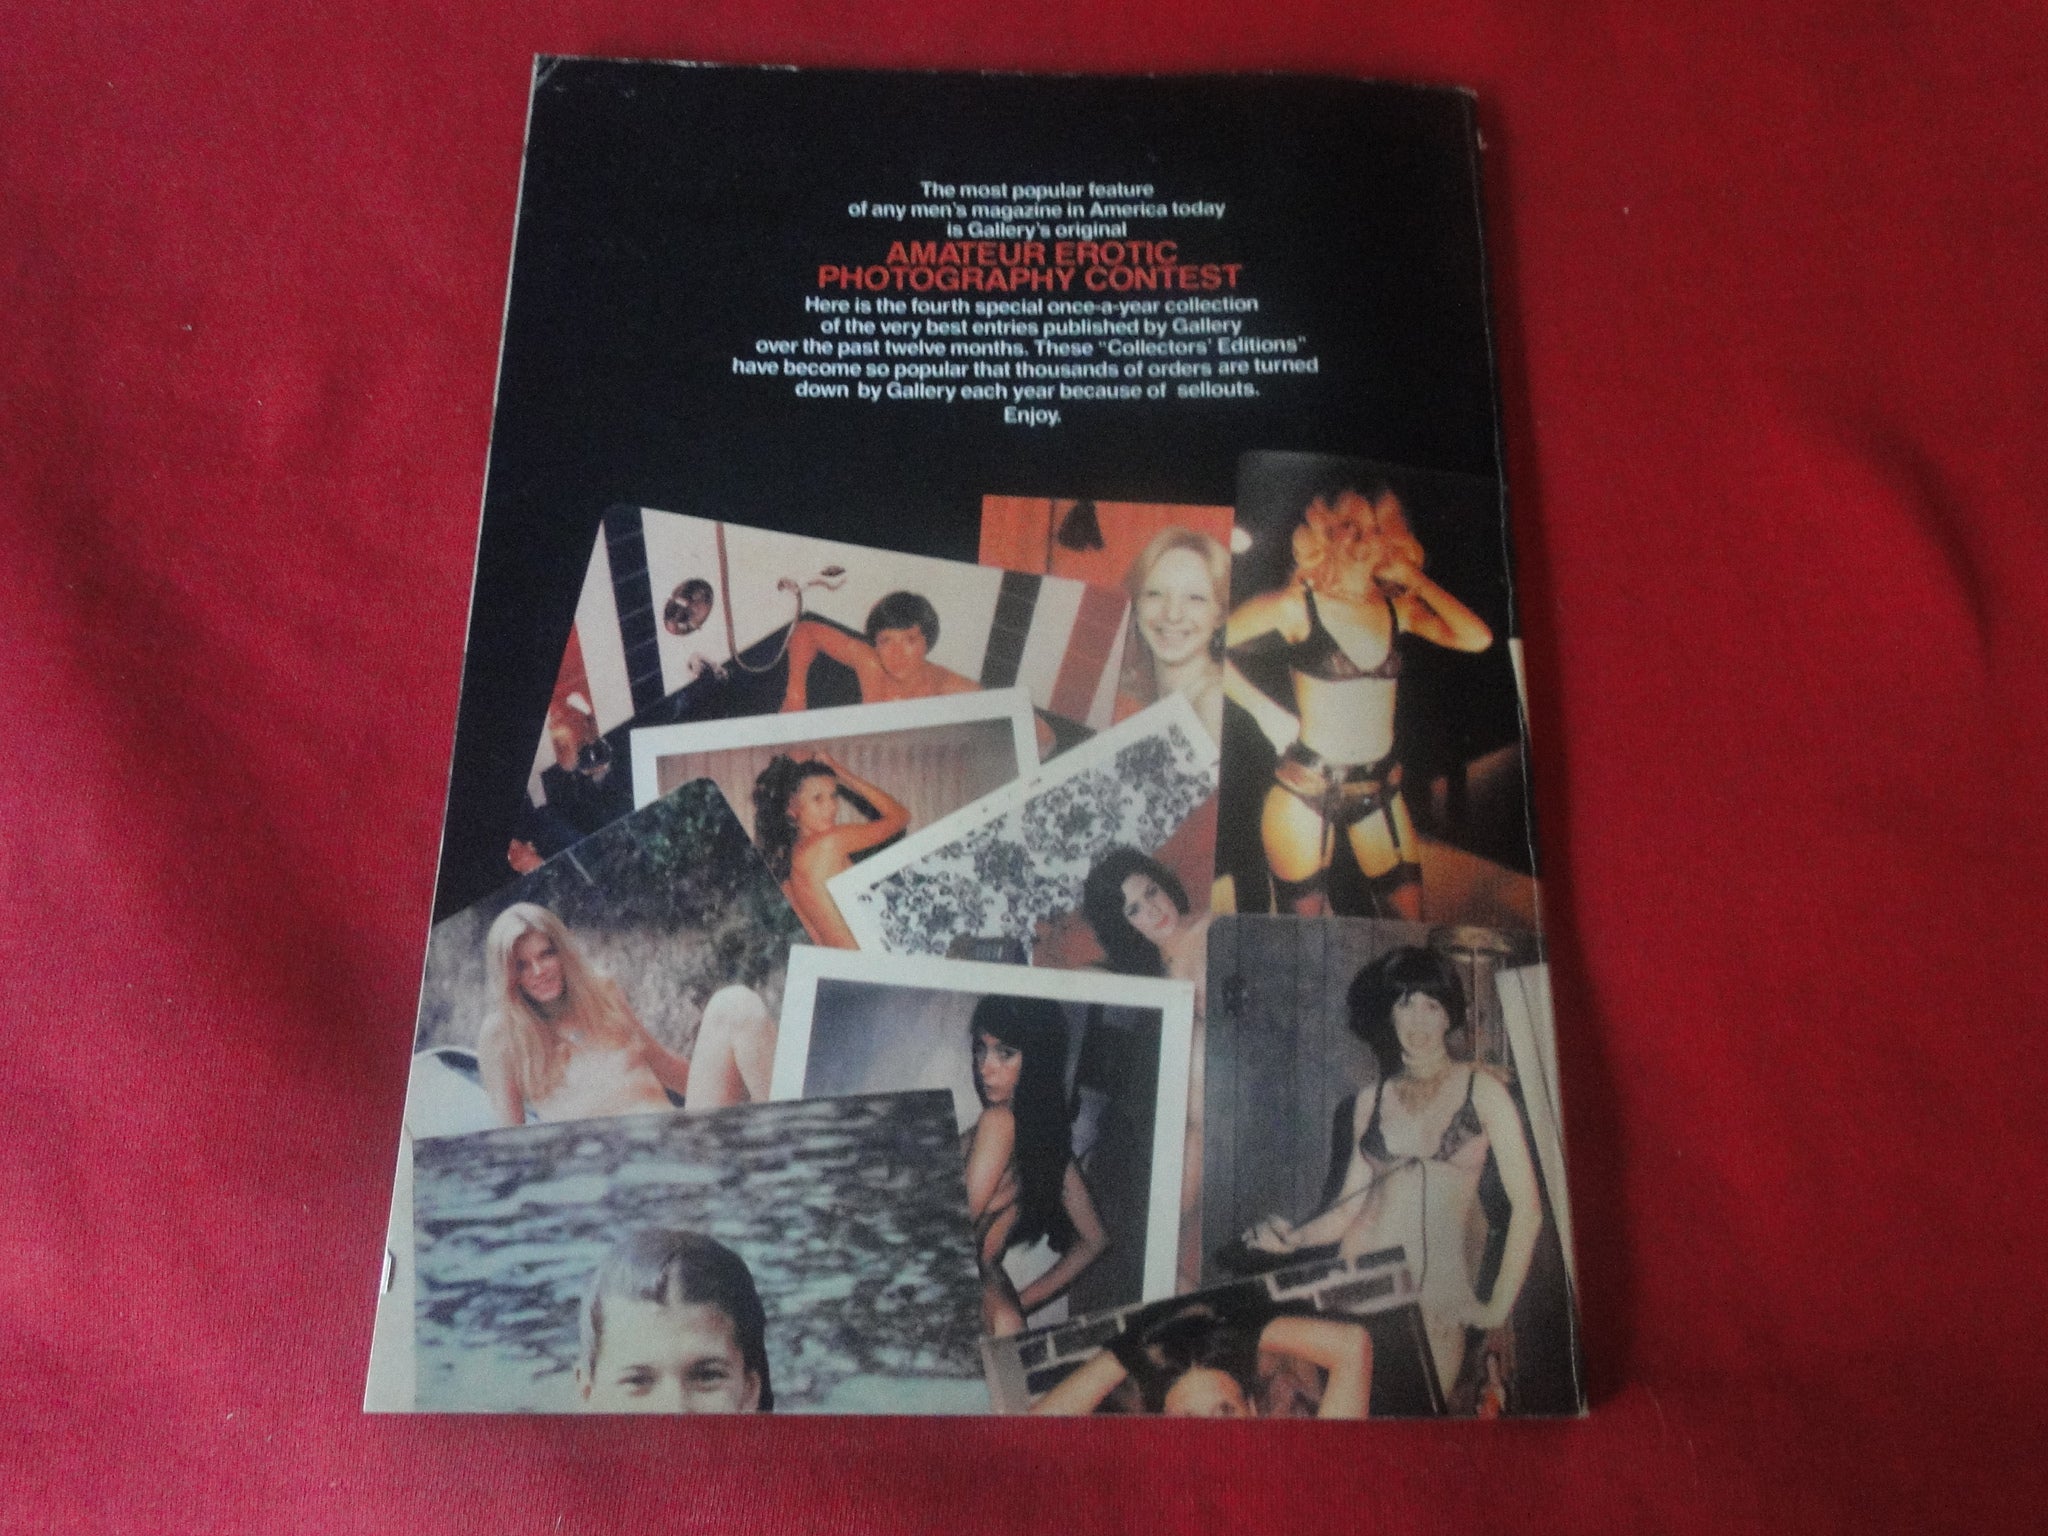 The most popular feature
of any men's magazine in America today
is Gallery's original
AMATEUR EROTIC
PHOTOGRAPHY CONTEST
Here is the fourth special once-a-year collection
of the very best entries published by Gallery
over the past twelve months. These "Collectors' Editions"
have become so popular that thousands of orders are turned
down by Gallery each year because of sellouts.
Enjoy.